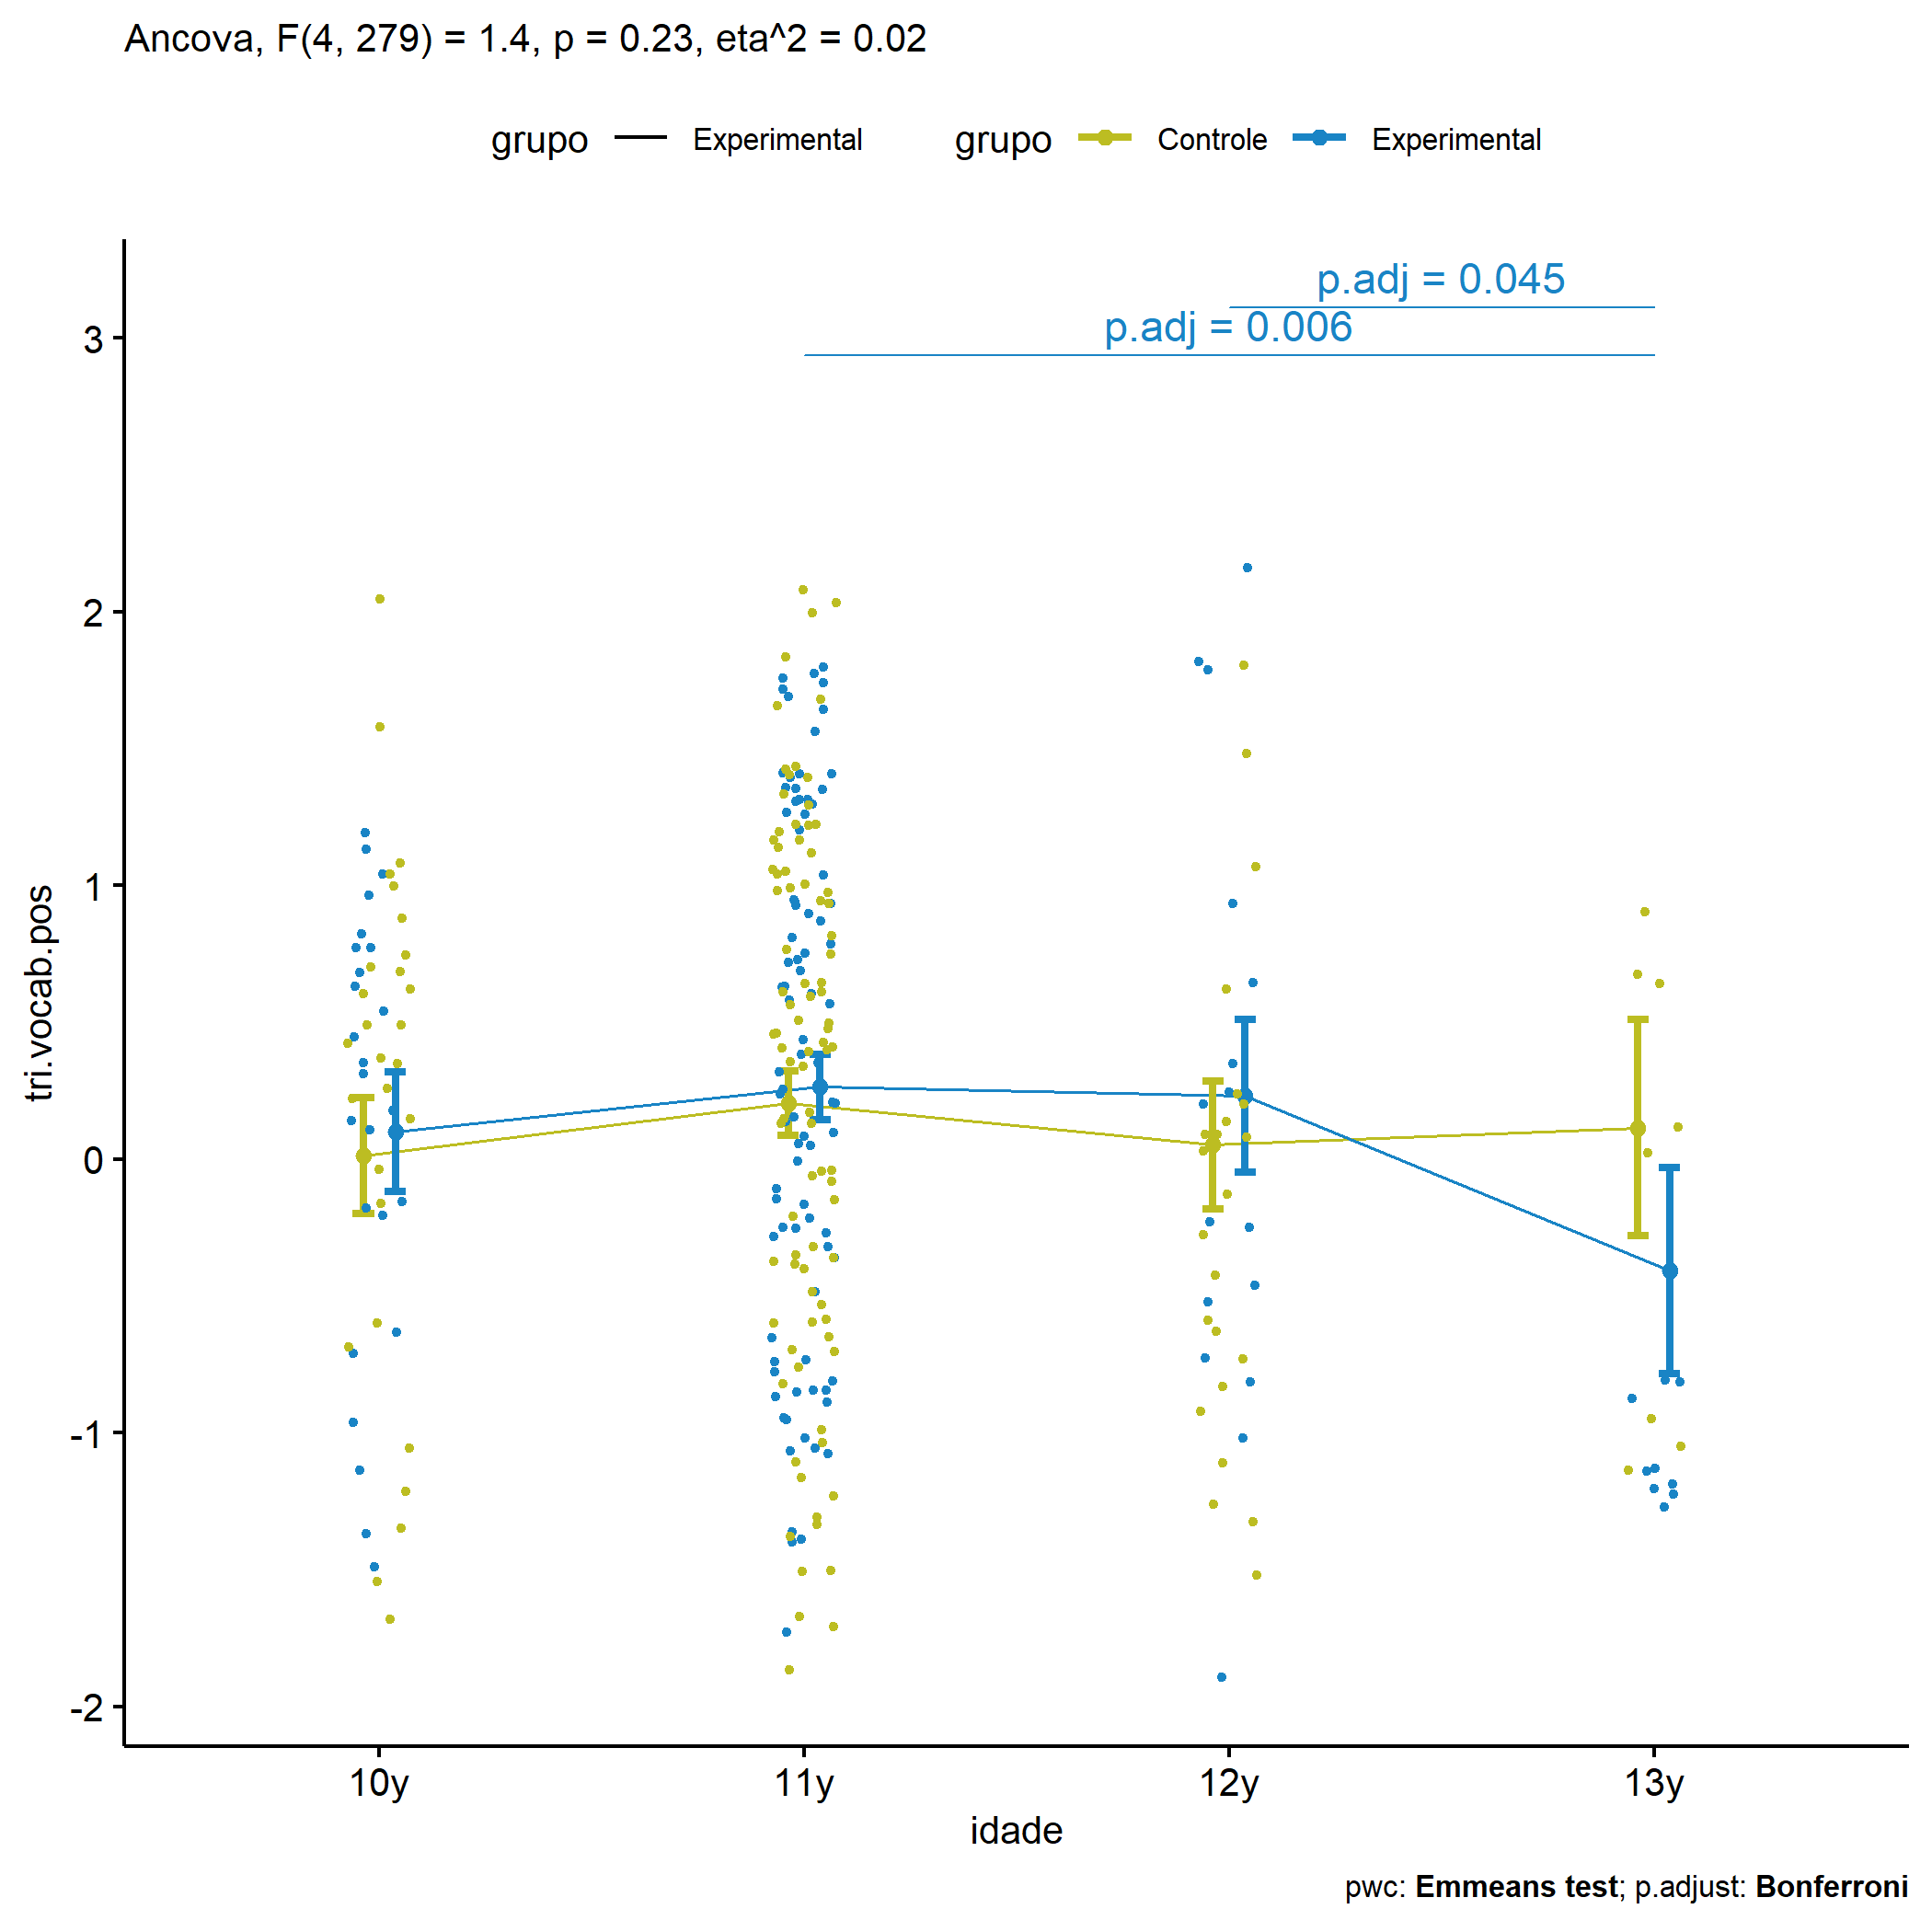 Ancova, F(4, 279) = 1.4, p = 0.23, eta^2 = 0.02
grupo Experimental grupo Controle Experimental
p.adj = 0.045
p.adj = 0.006
3
2
1
0
-1
-2
tri.vocab.pos
10y 11y 12y 13y
idade
pwc: Emmeans test; p.adjust: Bonferroni